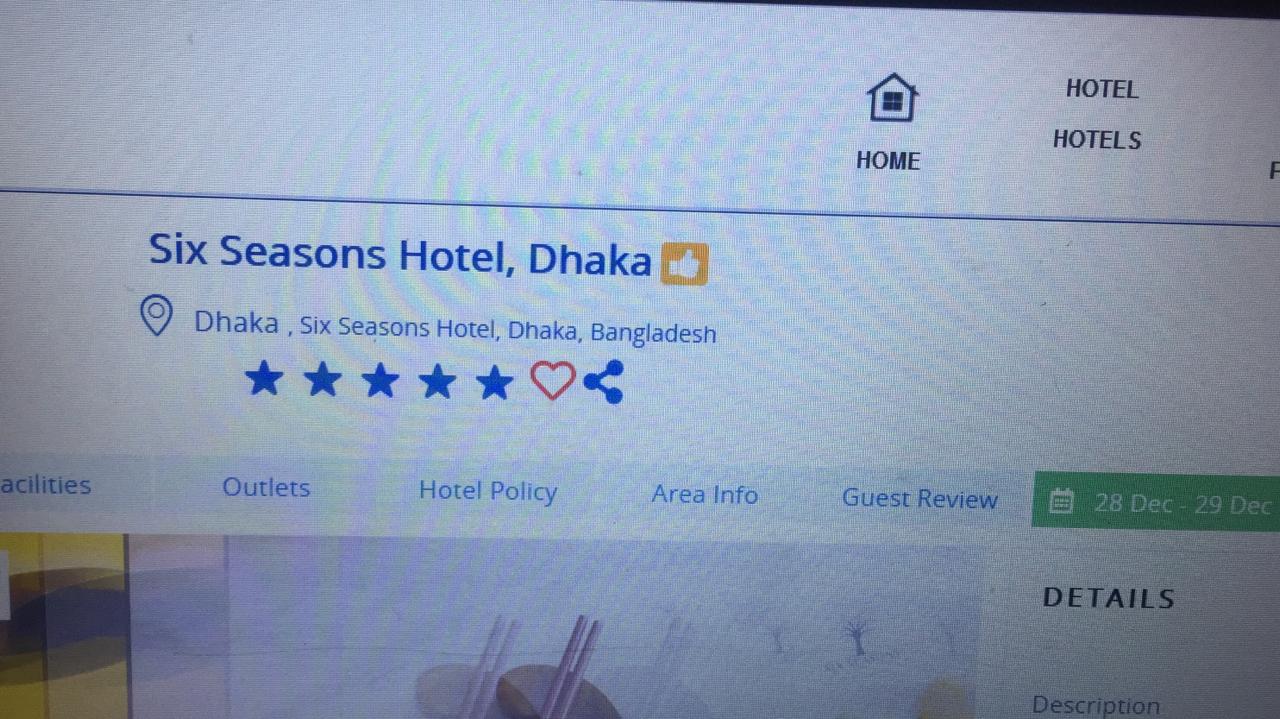 HOME
HOTEL
HOTELS
Six Seasons Hotel, Dhaka
Dhaka , Six Seasons Hotel, Dhaka, Bangladesh
acilities Outlets Hotel Policy Area Info Guest Review 28 Dec - 29 Dec
DETAILS
Description